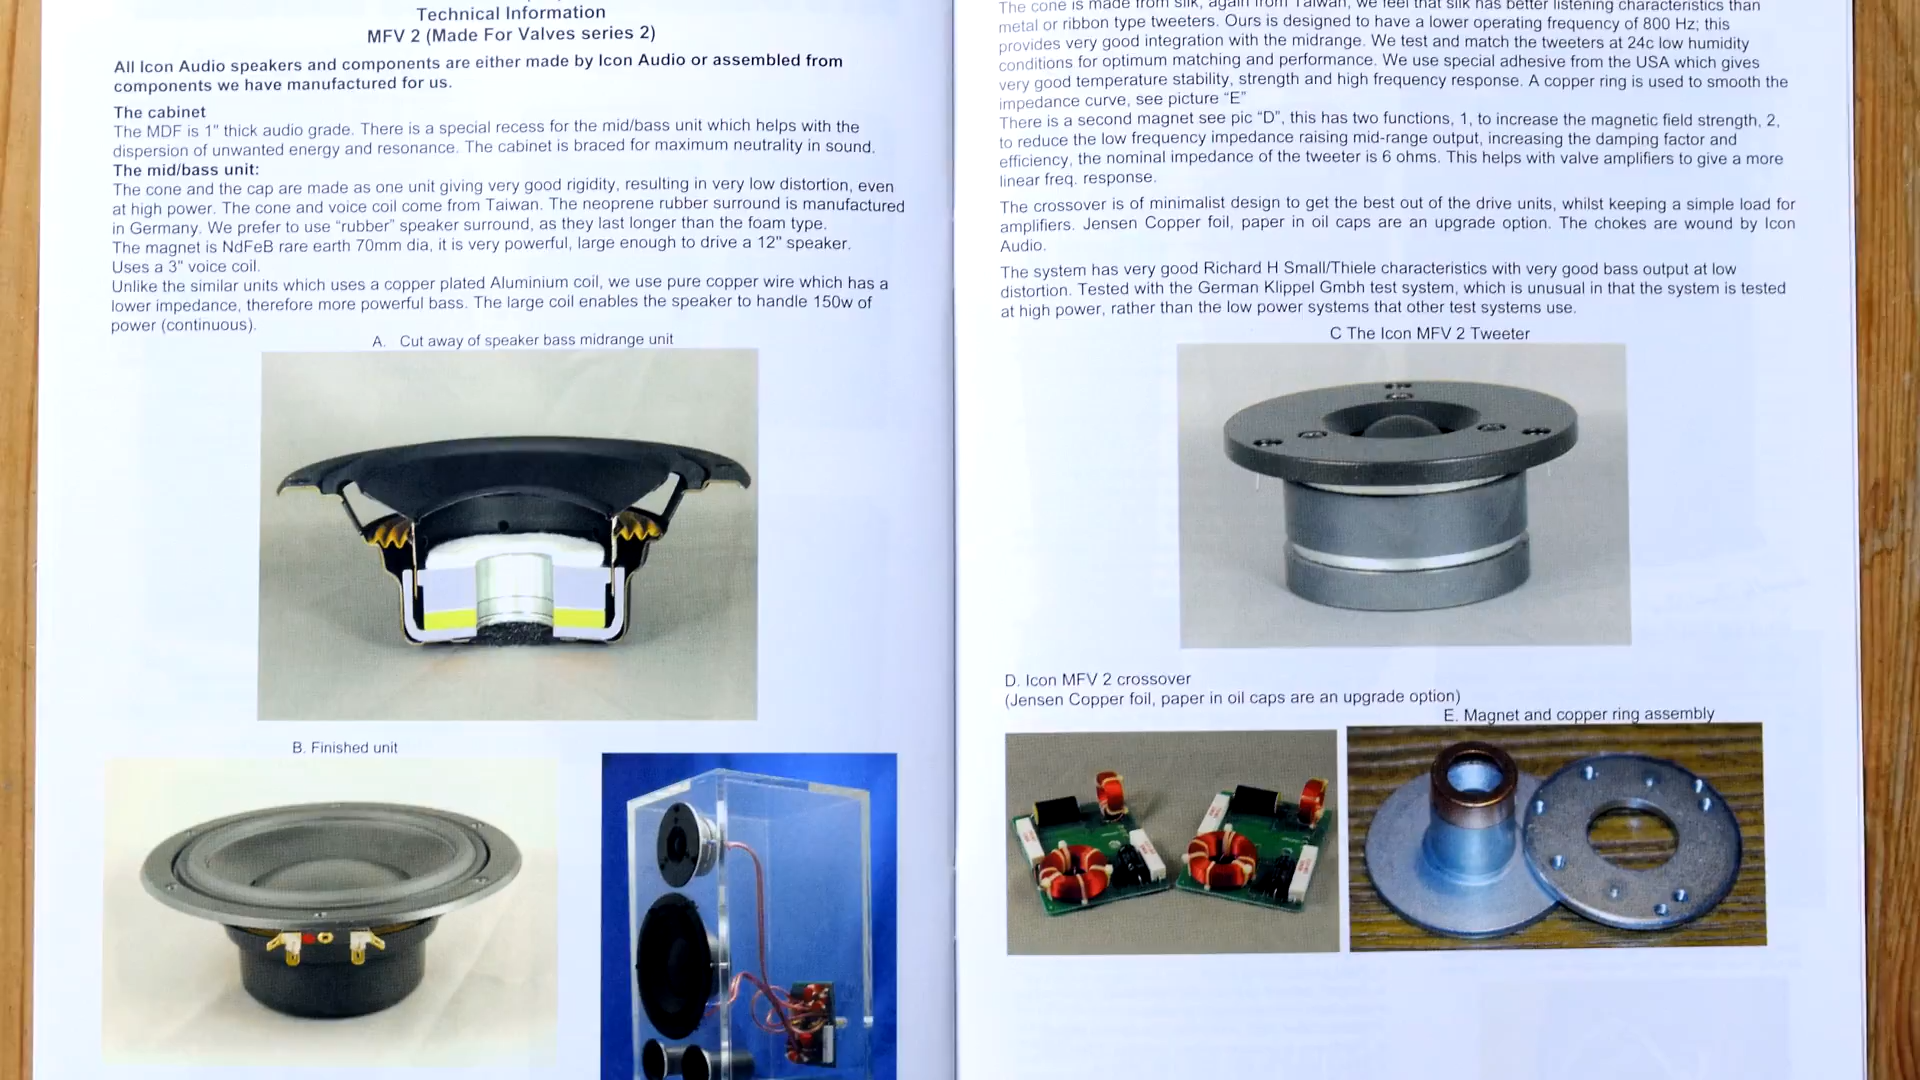 Technical Information
MFV 2 (Made For Valves series 2)
All Icon Audio speakers and components are either made by Icon Audio or assembled from
components we have manufactured for us.
The cabinet
The MDF is 1" thick audio grade. There is a special recess for the mid/bass unit which helps with the
dispersion of unwanted energy and resonance. The cabinet is braced for maximum neutrality in sound.
The mid/bass unit:
The cone and the cap are made as one unit giving very good rigidity, resulting in very low distortion, even
at high power. The cone and voice coil come from Taiwan. The neoprene rubber surround is manufactured
in Germany. We prefer to use "rubber" speaker surround, as they last longer than the foam type.
The magnet is NdFeB rare earth 70mm dia, it is very powerful, large enough to drive a 12" speaker.
Uses a 3" voice coil.
Unlike the similar units which uses a copper plated Aluminium coil, we use pure copper wire which has a
lower impedance, therefore more powerful bass. The large coil enables the speaker to handle 150w of
power (continuous).
A. Cut away of speaker bass midrange unit
B. Finished unit
The cone is made from silk, again from Taiwan, we feel that silk has better listening characteristics than
metal or ribbon type tweeters. Ours is designed to have a lower operating frequency of 800 Hz; this
provides very good integration with the midrange. We test and match the tweeters at 24c low humidity
conditions for optimum matching and performance. We use special adhesive from the USA which gives
very good temperature stability, strength and high frequency response. A copper ring is used to smooth the
impedance curve, see picture "E"
There is a second magnet see pic "D", this has two functions, 1, to increase the magnetic field strength, 2,
to reduce the low frequency impedance raising mid-range output, increasing the damping factor and
efficiency, the nominal impedance of the tweeter is 6 ohms. This helps with valve amplifiers to give a more
linear freq. response.
The crossover is of minimalist design to get the best out of the drive units, whilst keeping a simple load for
amplifiers. Jensen Copper foil, paper in oil caps are an upgrade option. The chokes are wound by Icon
Audio.
The system has very good Richard H Small/Thiele characteristics with very good bass output at low
distortion. Tested with the German Klippel Gmbh test system, which is unusual in that the system is tested
at high power, rather than the low power systems that other test systems use.
C The Icon MFV 2 Tweeter
D. Icon MFV 2 crossover
(Jensen Copper foil, paper in oil caps are an upgrade option)
E. Magnet and copper ring assembly